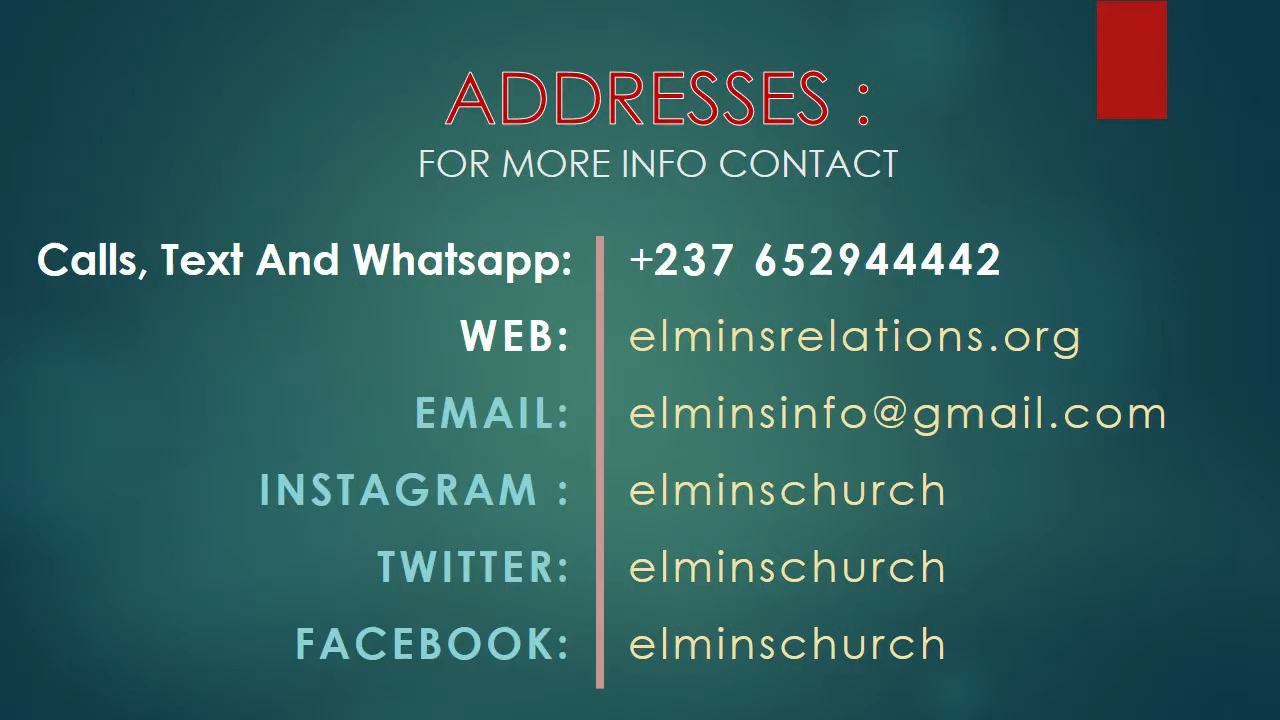 ADDRESSES :
FOR MORE INFO CONTACT
Calls, Text And Whatsapp: +237 652944442
WEB: elminsrelations.org
EMAIL: elminsinfo@gmail.com
INSTAGRAM : elminschurch
TWITTER: elminschurch
FACEBOOK: elminschurch